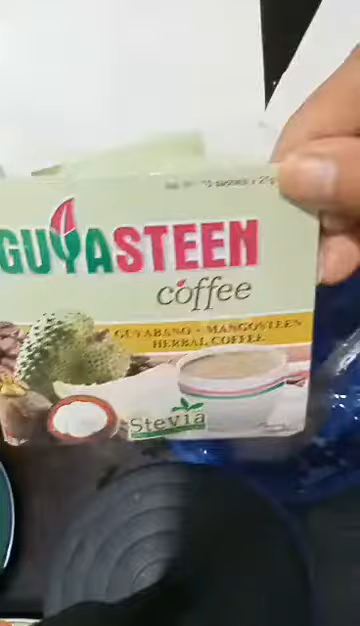 GUYASTEEN
coffee
GUYABANO - MANGOSTEEN
HERBAL COFFEE
Stevia